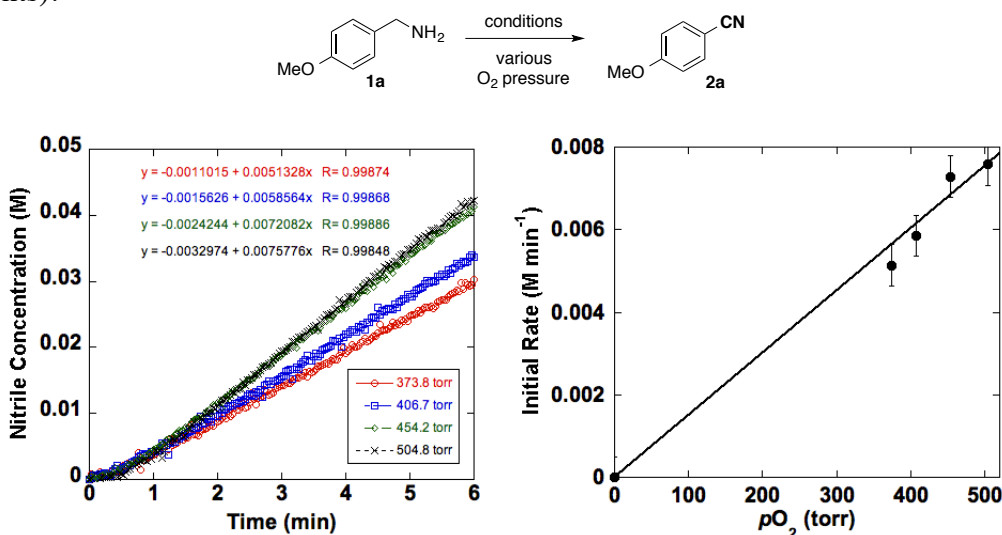 conditions
NH2
various
O2 pressure
MeO
1a
CN
MeO
2a
Nitrile Concentration (M)
0.05
0.04
0.03
0.02
0.01
0
y = -0.0011015 + 0.0051328x R= 0.99874
y = -0.0015626 + 0.0058564x R= 0.99868
y = -0.0024244 + 0.0072082x R= 0.99886
y = -0.0032974 + 0.0075776x R= 0.99848
373.8 torr
406.7 torr
454.2 torr
504.8 torr
0 1 2 3 4 5 6
Time (min)
Initial Rate (M min-1)
0.008
0.006
0.004
0.002
0
0 100 200 300 400 500
pO2 (torr)